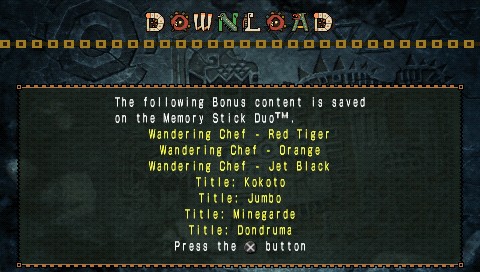 DOWNLOAD
The following Bonus content is saved
on the Memory Stick Duo™.
Wandering Chef - Red Tiger
Wandering Chef - Orange
Wandering Chef - Jet Black
Title: Kokoto
Title: Jumbo
Title: Minegarde
Title: Dondruma
Press the ⊗ button